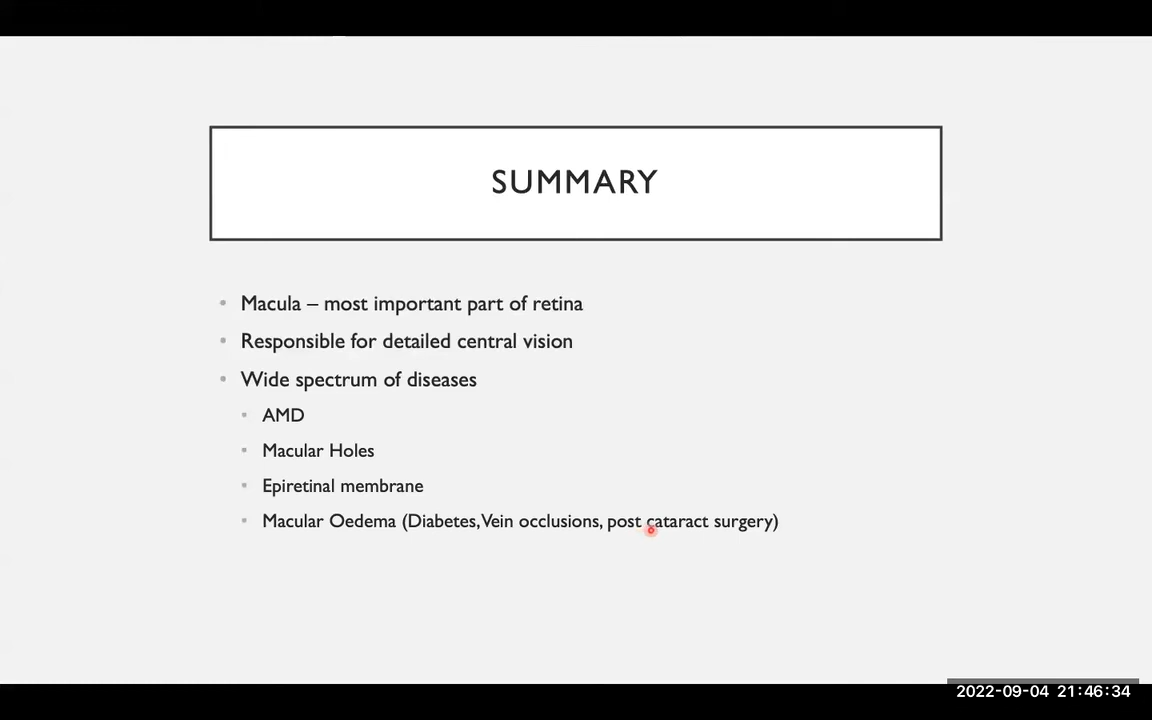 SUMMARY
Macula – most important part of retina
Responsible for detailed central vision
Wide spectrum of diseases
AMD
Macular Holes
Epiretinal membrane
Macular Oedema (Diabetes, Vein occlusions, post cataract surgery)
2022-09-04 21:46:34